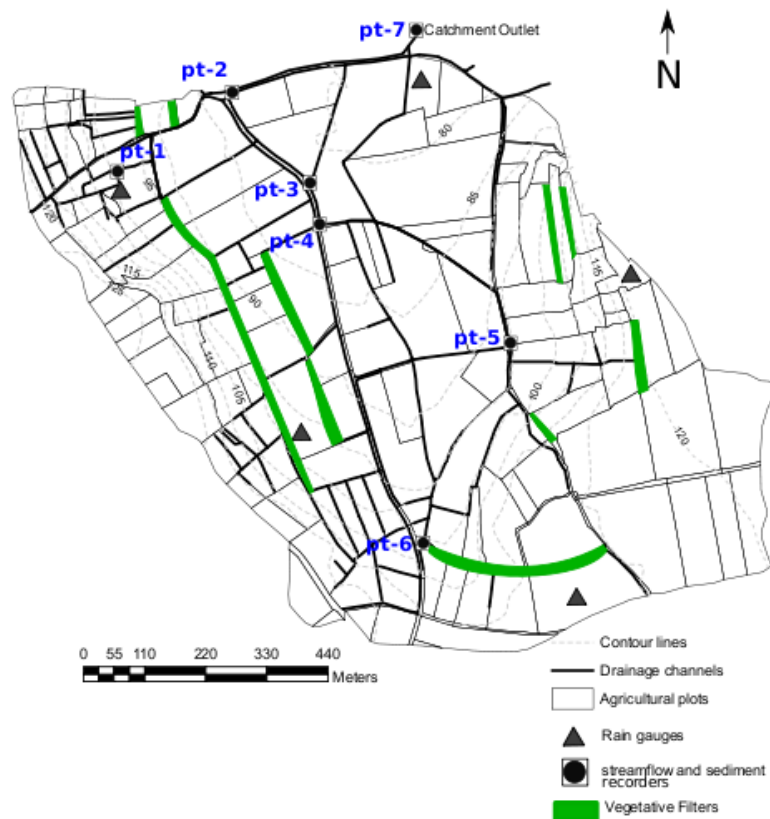 pt-7 Catchment Outlet
N
pt-2
80
pt-1
95
85
pt-3
120
pt-4
115
115
125
90
pt-5
110
105
100
120
pt-6
0 55 110 220 330 440
Meters
Contour lines
Drainage channels
Agricultural plots
Rain gauges
streamflow and sediment
recorders
Vegetative Filters